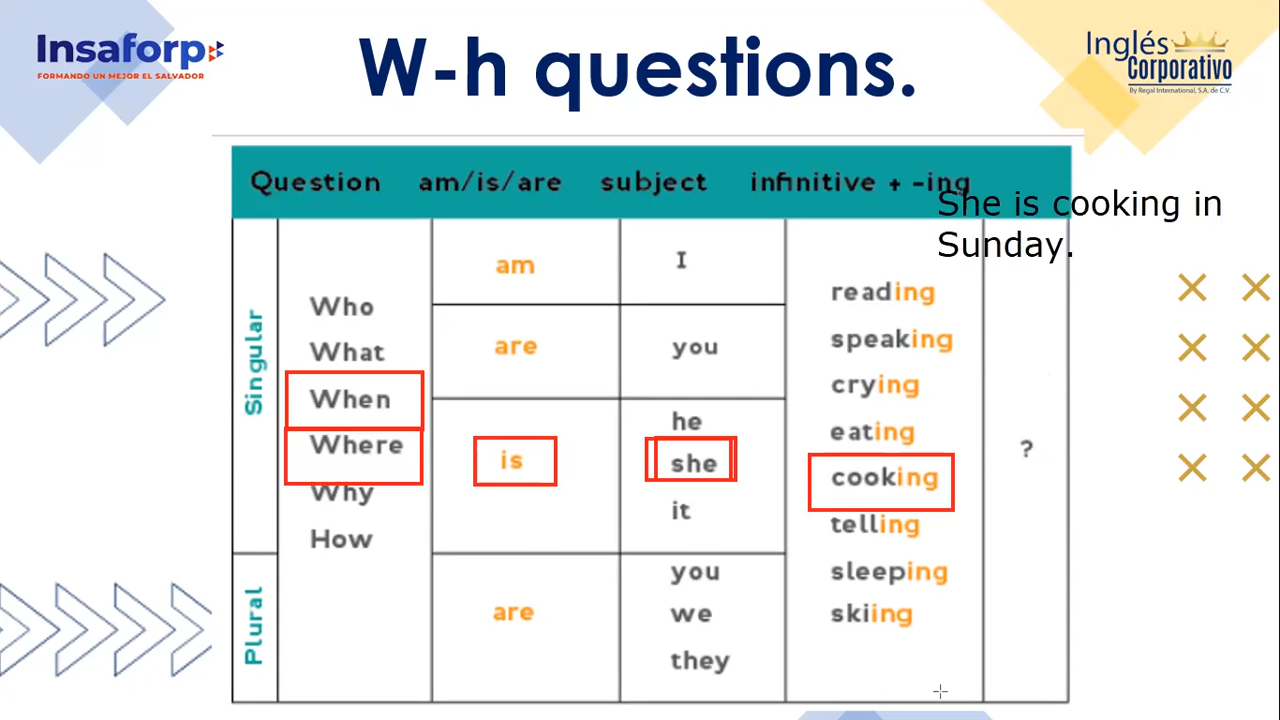 Insaforp
FORMANDO UN MEJOR EL SALVADOR
W-h questions.
Inglés
Corporativo
By Regal International, S.A. de C.V.
Question am/is/are subject infinitive + -ing
She is cooking in
Sunday.
Singular
Who
What
When
Where
Why
How
am
are
is
I
you
he
she
it
reading
speaking
crying
eating
cooking
telling
sleeping
skiing
?
Plural
are
you
we
they